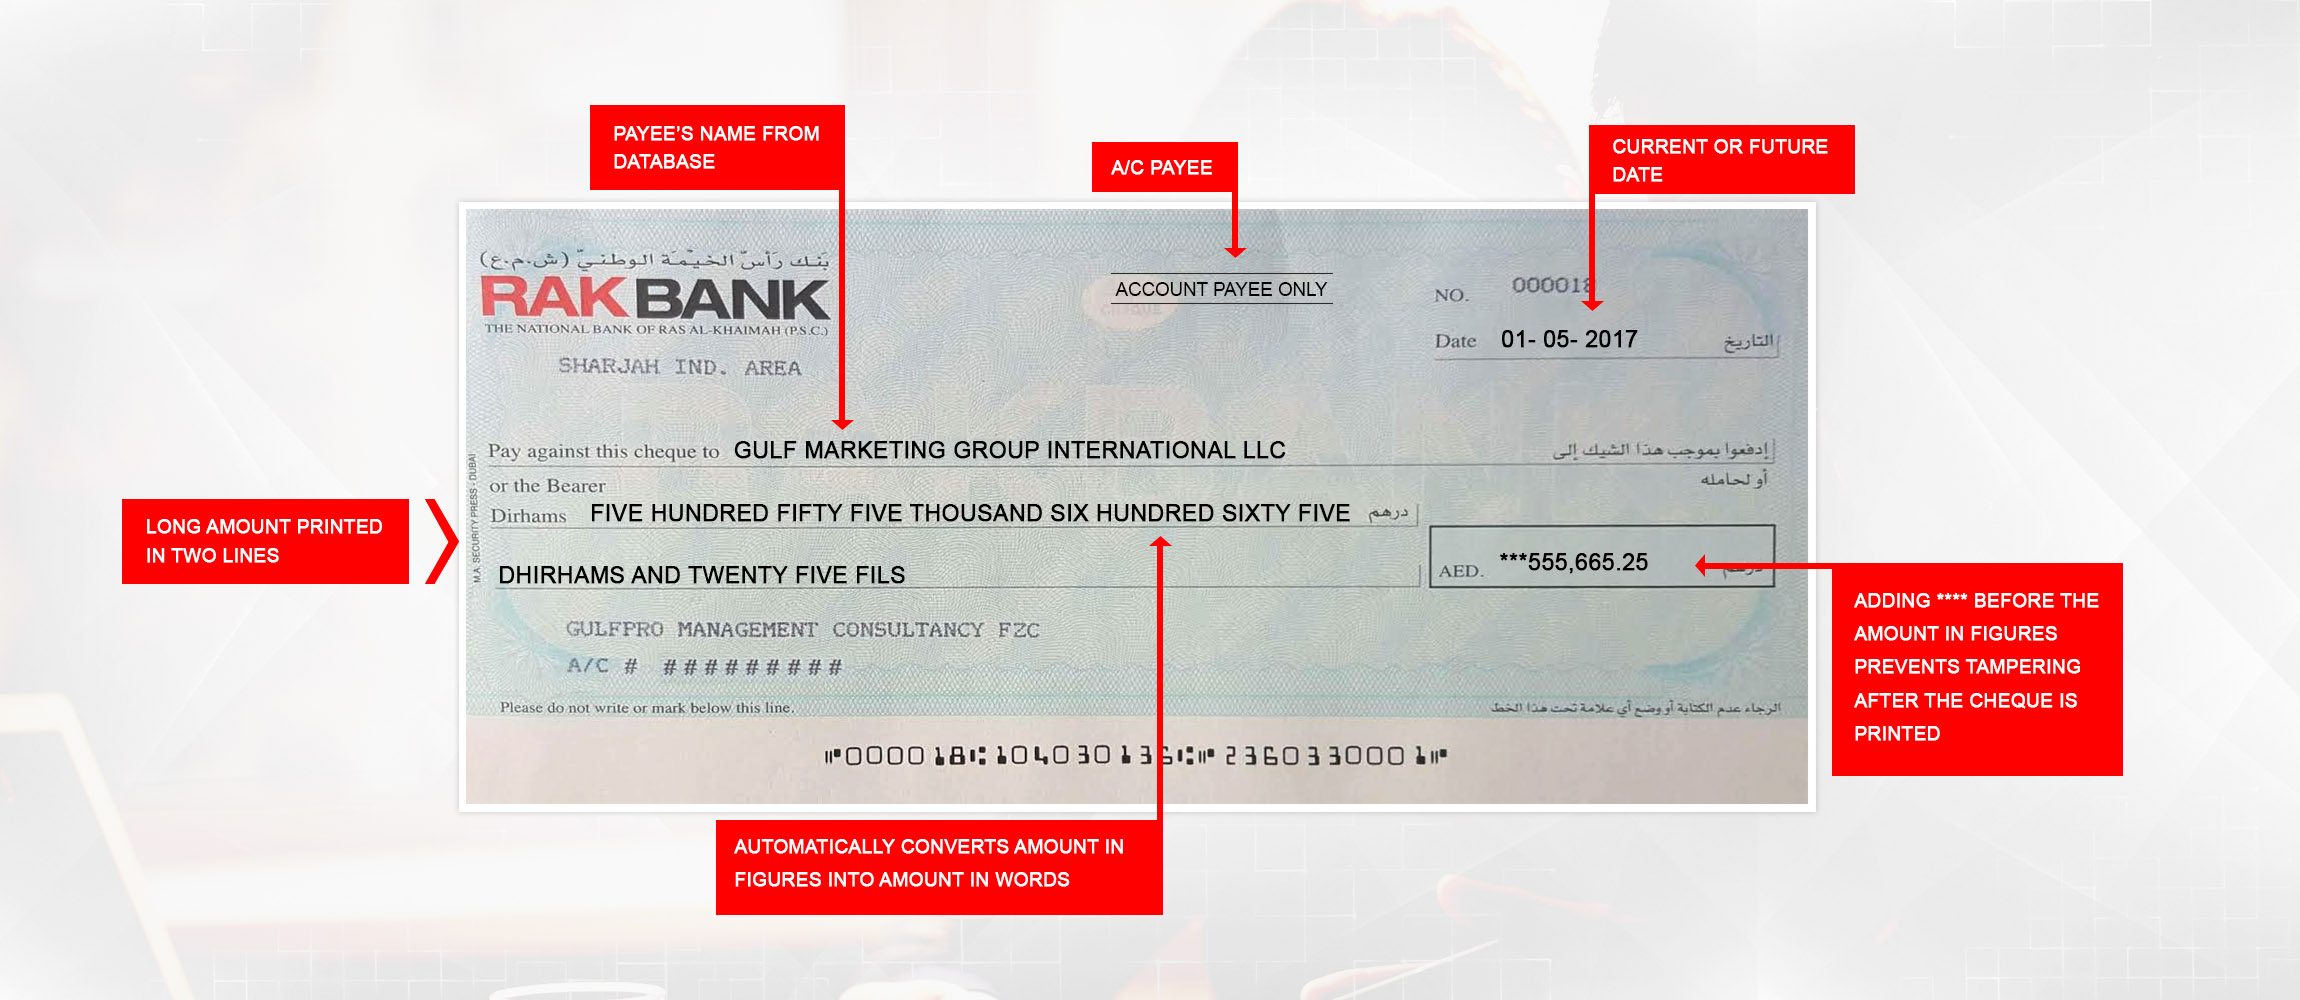 PAYEE'S NAME FROM
DATABASE
A/C PAYEE
CURRENT OR FUTURE
DATE
بنك رأس الخيمة الوطني (ش.م.ع)
RAKBANK
THE NATIONAL BANK OF RAS AL-KHAIMAH (P.S.C.)
SHARJAH IND. AREA
ACCOUNT PAYEE ONLY
CHEQUE
NO. 000018
Date 01- 05- 2017 التاريخ
Pay against this cheque to GULF MARKETING GROUP INTERNATIONAL LLC إدفعوا بموجب هذا الشيك إلى
or the Bearer أو لحامله
Dirhams FIVE HUNDRED FIFTY FIVE THOUSAND SIX HUNDRED SIXTY FIVE درهم
DHIRHAMS AND TWENTY FIVE FILS
AED. ***555,665.25 درهم
M.A. SECURITY PRESS - DUBAI
GULFPRO MANAGEMENT CONSULTANCY FZC
A/C # #########
Please do not write or mark below this line. الرجاء عدم الكتابة أو وضع أي علامة تحت هذا الخط
⑈000018⑆104030136⑆⑈2360330001⑈
LONG AMOUNT PRINTED
IN TWO LINES
ADDING **** BEFORE THE
AMOUNT IN FIGURES
PREVENTS TAMPERING
AFTER THE CHEQUE IS
PRINTED
AUTOMATICALLY CONVERTS AMOUNT IN
FIGURES INTO AMOUNT IN WORDS